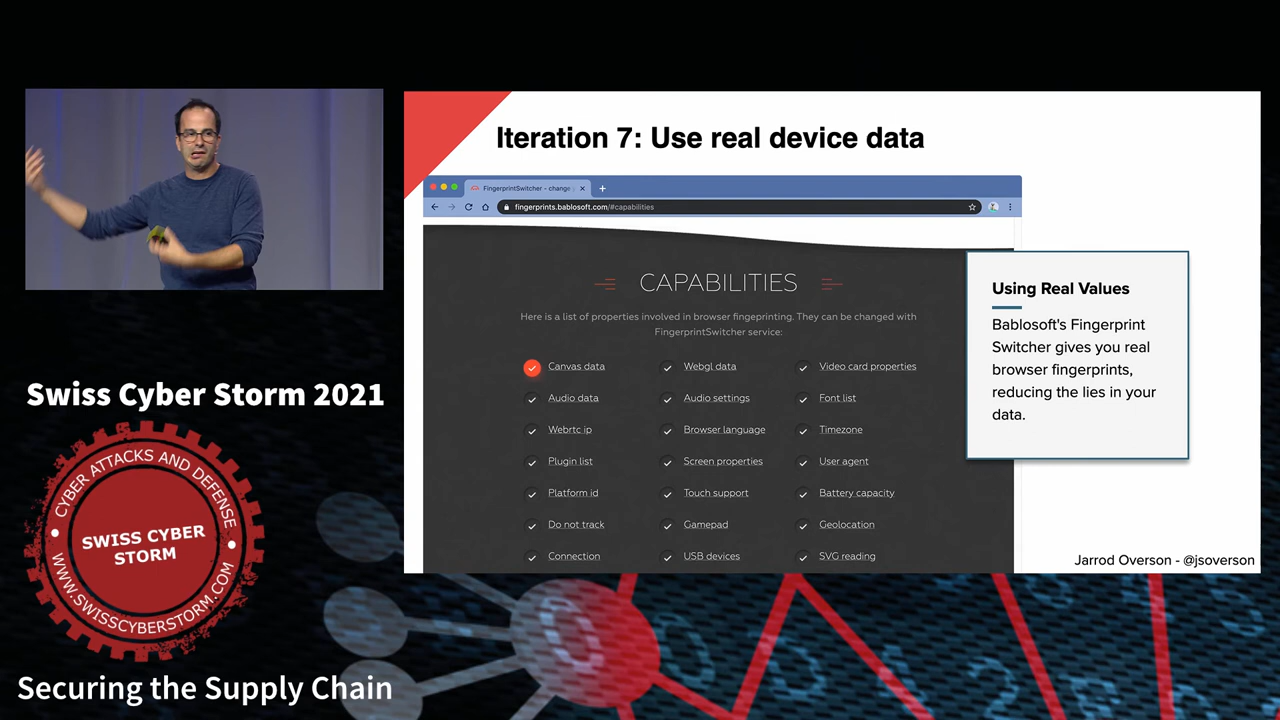 Iteration 7: Use real device data
FingerprintSwitcher - change
fingerprints.bablosoft.com/#capabilities
CAPABILITIES
Here is a list of properties involved in browser fingeprinting. They can be changed with
FingerprintSwitcher service:
Canvas data
Webgl data
Video card properties
Audio data
Audio settings
Font list
Webrtc ip
Browser language
Timezone
Plugin list
Screen properties
User agent
Platform id
Touch support
Battery capacity
Do not track
Gamepad
Geolocation
Connection
USB devices
SVG reading
Using Real Values
Bablosoft's Fingerprint
Switcher gives you real
browser fingerprints,
reducing the lies in your
data.
Jarrod Overson - @jsoverson
Swiss Cyber Storm 2021
CYBER ATTACKS AND DEFENSE
SWISS CYBER
STORM
WWW.SWISSCYBERSTORM.COM
Securing the Supply Chain